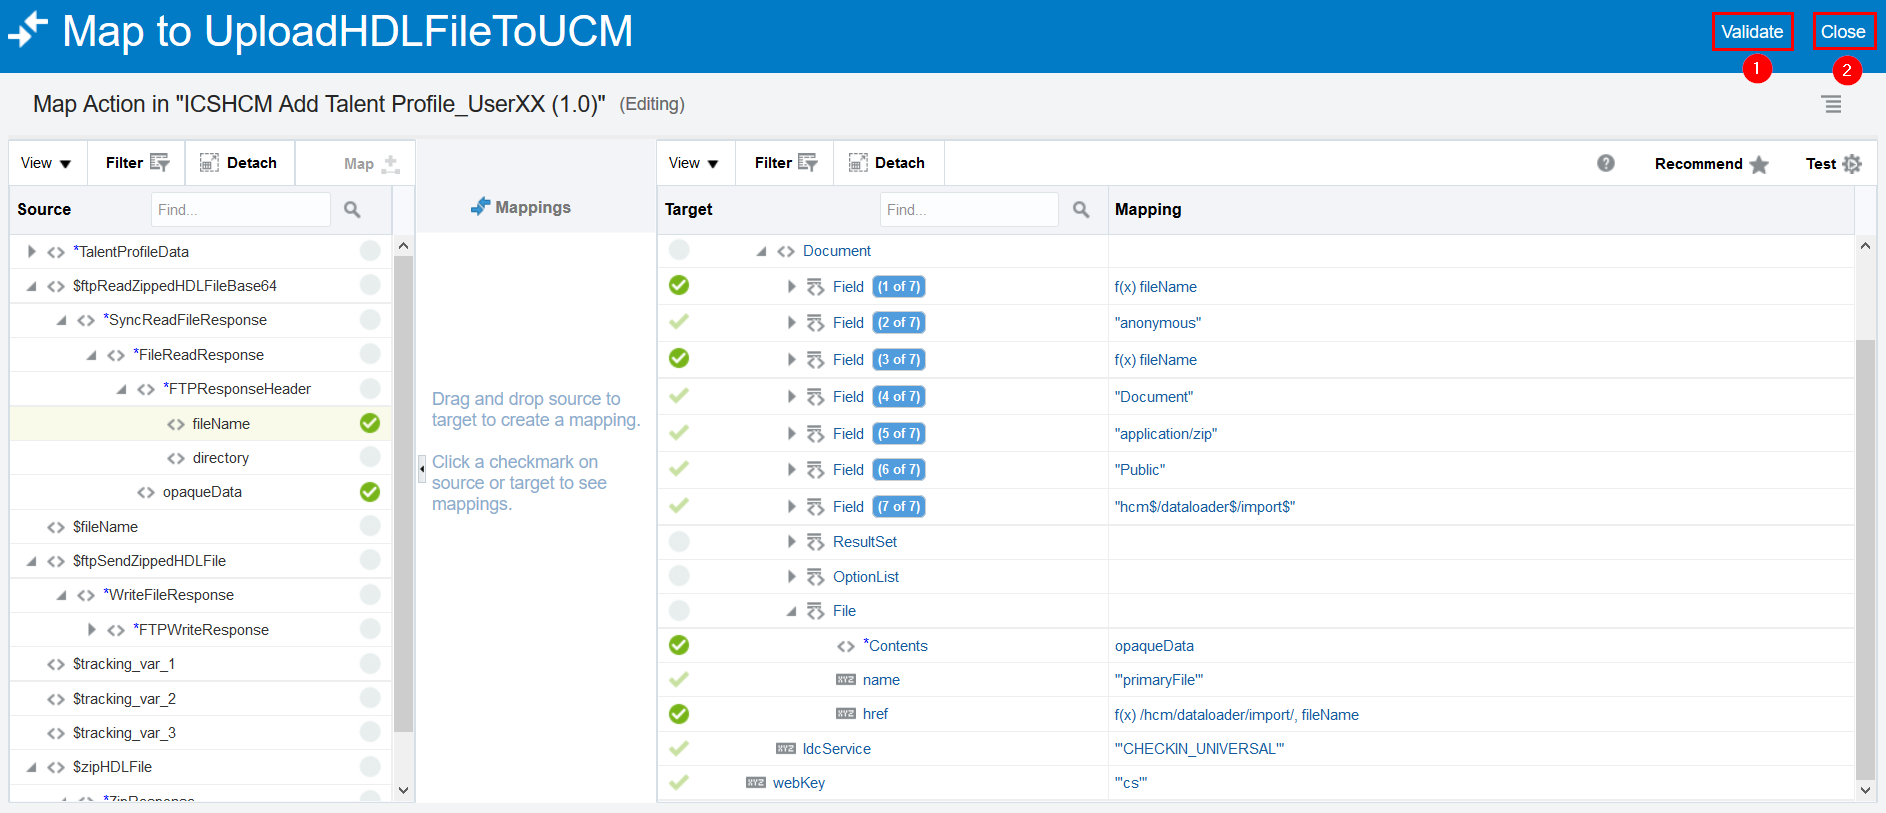 Map to UploadHDLFileToUCM
Validate
Close
1
2
Map Action in "ICSHCM Add Talent Profile_UserXX (1.0)" (Editing)
View Filter Detach Map
Source Find...
*TalentProfileData
$ftpReadZippedHDLFileBase64
*SyncReadFileResponse
*FileReadResponse
*FTPResponseHeader
fileName
directory
opaqueData
$fileName
$ftpSendZippedHDLFile
*WriteFileResponse
*FTPWriteResponse
$tracking_var_1
$tracking_var_2
$tracking_var_3
$zipHDLFile
*ZipResponse
Mappings
Drag and drop source to
target to create a mapping.
Click a checkmark on
source or target to see
mappings.
View Filter Detach ? Recommend Test
Target Find... Mapping
Document
Field (1 of 7) f(x) fileName
Field (2 of 7) "anonymous"
Field (3 of 7) f(x) fileName
Field (4 of 7) "Document"
Field (5 of 7) "application/zip"
Field (6 of 7) "Public"
Field (7 of 7) "hcm$/dataloader$/import$"
ResultSet
OptionList
File
*Contents opaqueData
XYZ name "'primaryFile'"
XYZ href f(x) /hcm/dataloader/import/, fileName
XYZ IdcService "'CHECKIN_UNIVERSAL'"
XYZ webKey "'cs'"